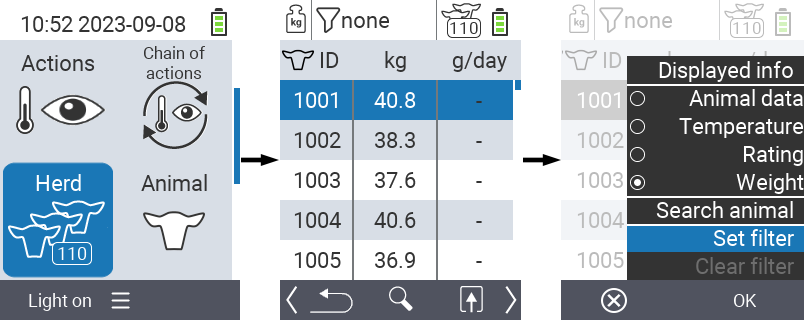 10:52 2023-09-08
Actions
Chain of
actions
Herd
110
Animal
Light on
kg
none
110
ID kg g/day
1001 40.8 -
1002 38.3 -
1003 37.6 -
1004 40.6 -
1005 36.9 -
kg
none
110
ID
1001
1002
1003
1004
1005
Displayed info
Animal data
Temperature
Rating
Weight
Search animal
Set filter
Clear filter
OK